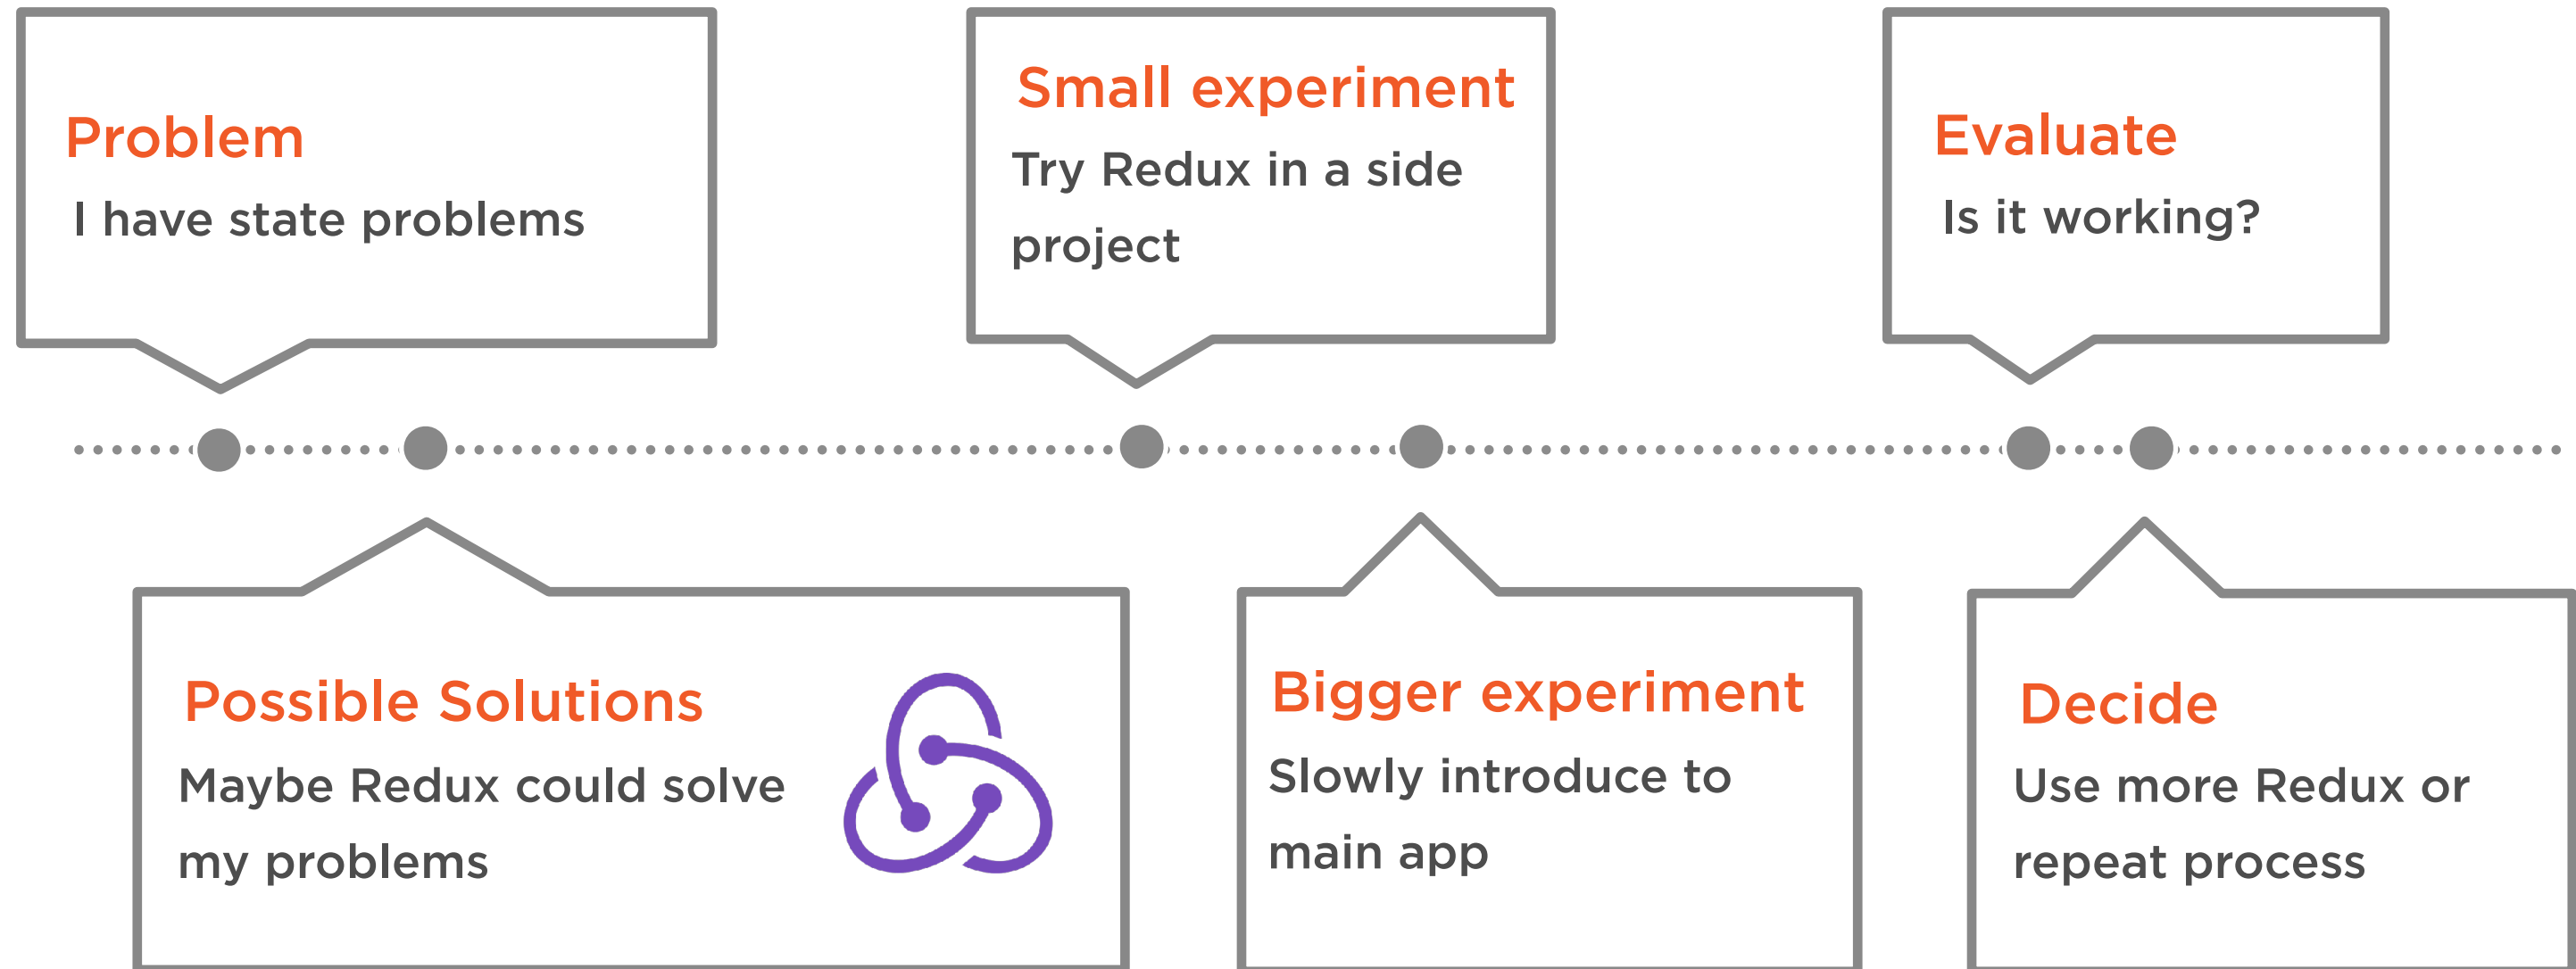 Problem
I have state problems
Possible Solutions
Maybe Redux could solve
my problems
Small experiment
Try Redux in a side
project
Bigger experiment
Slowly introduce to
main app
Evaluate
Is it working?
Decide
Use more Redux or
repeat process